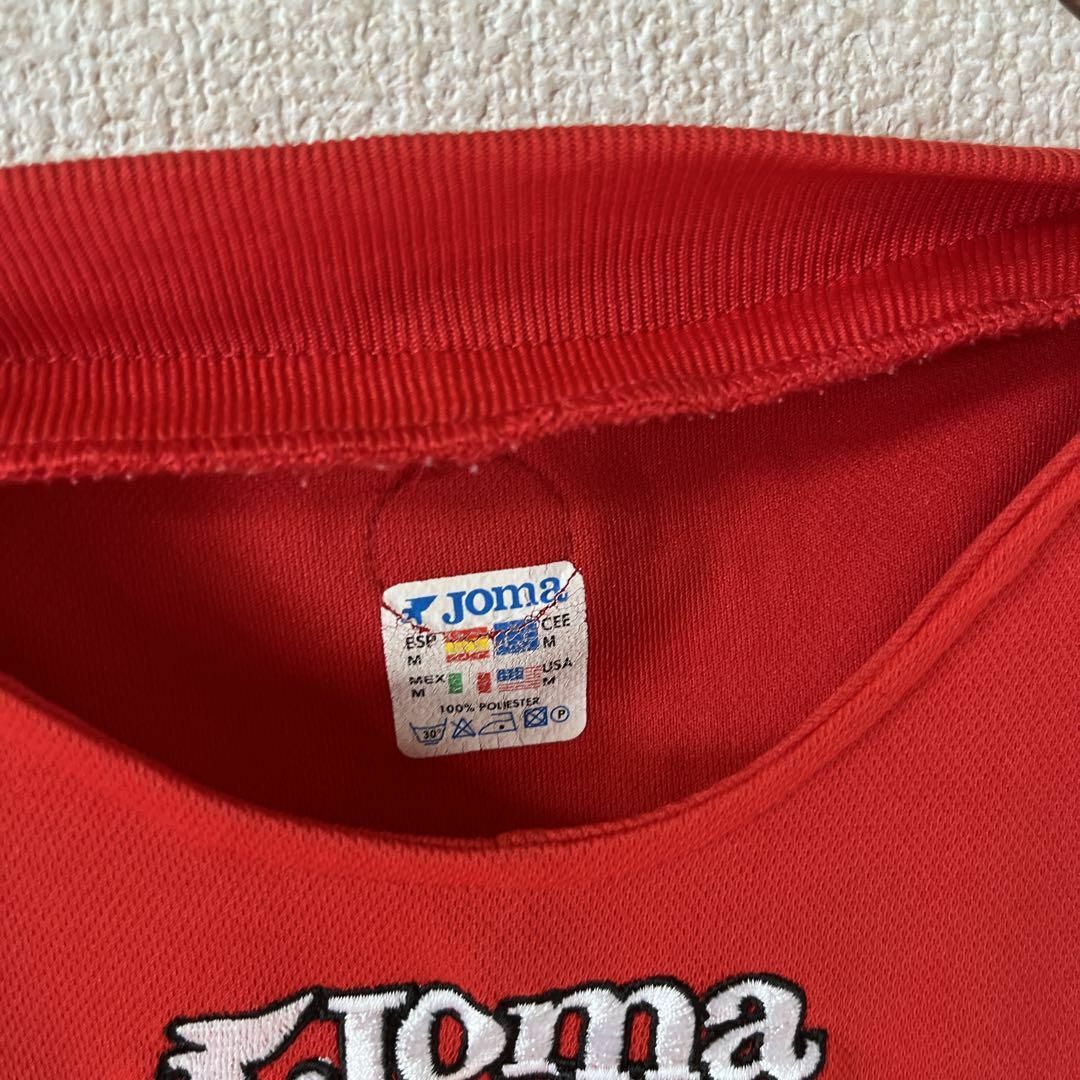 Joma
ESP CEE
M M
MEX USA
M M
100% POLIESTER
30° P
Joma